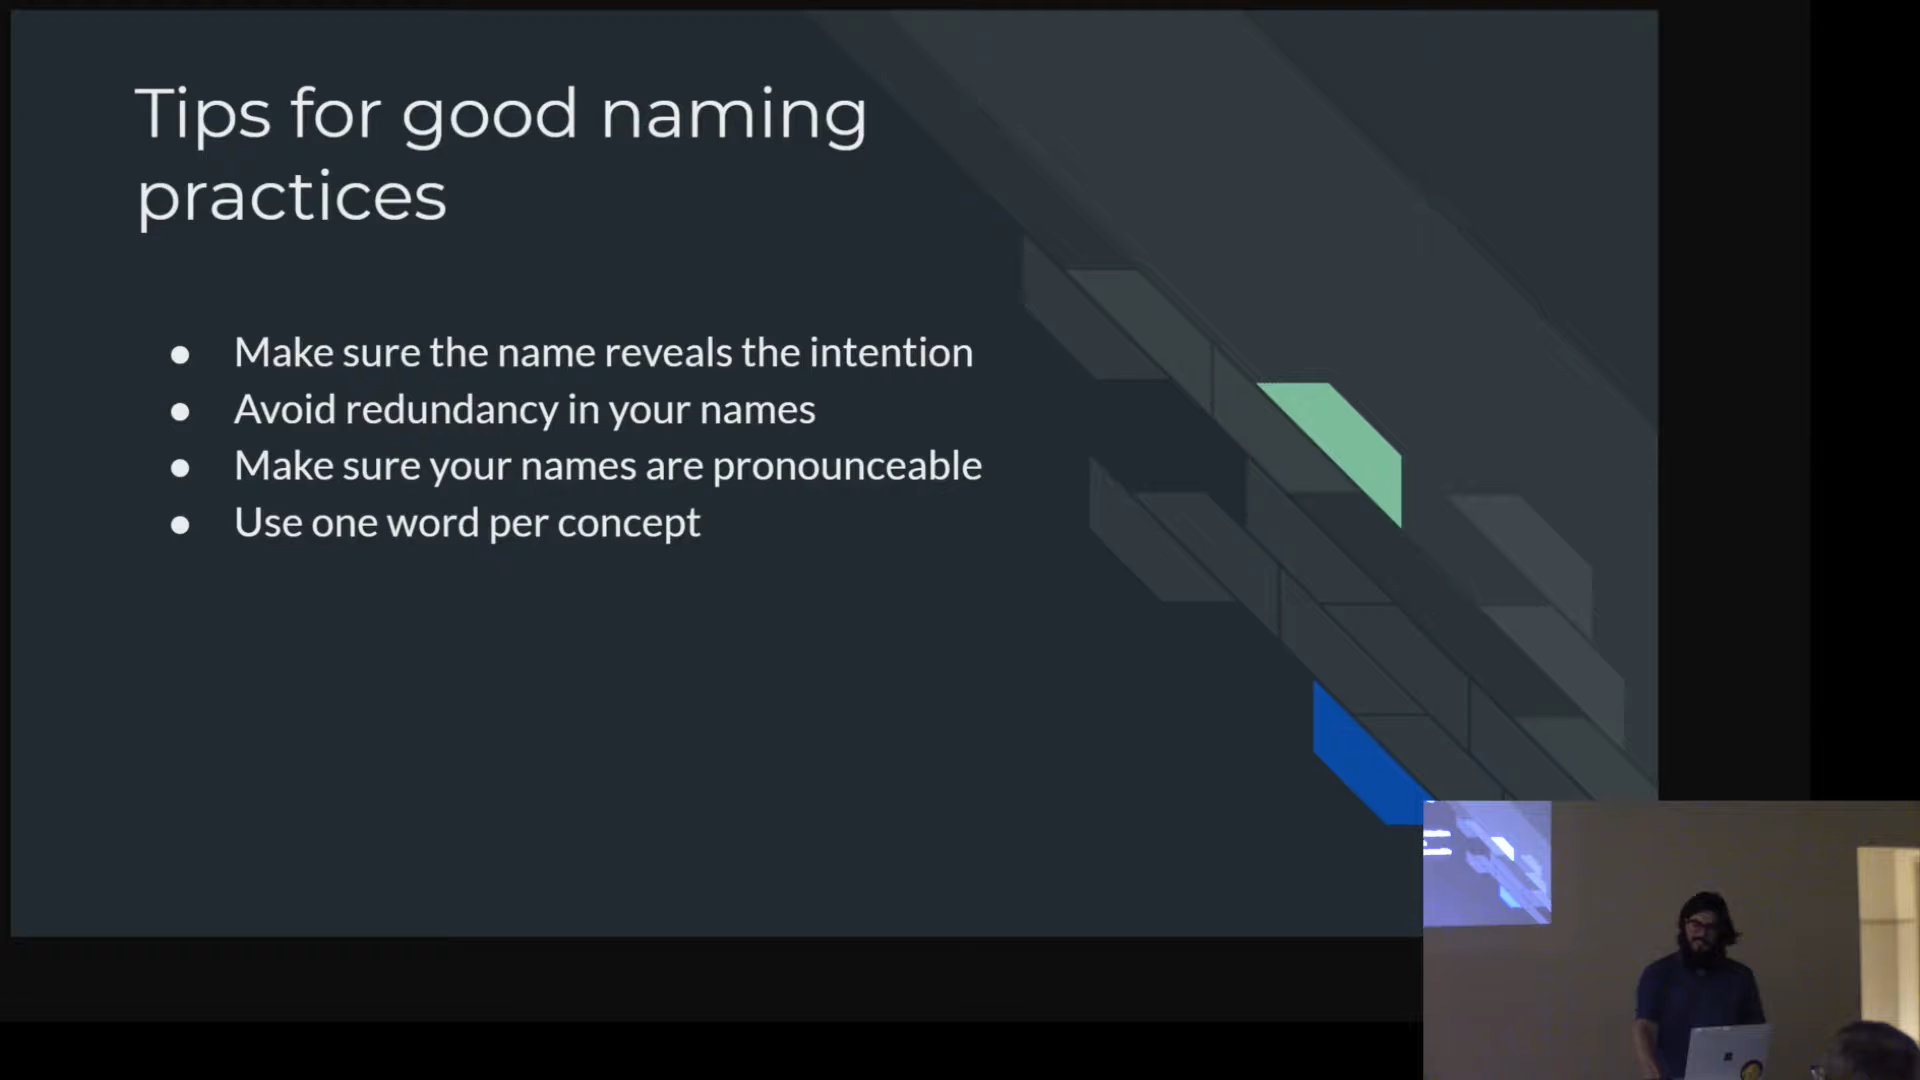 Tips for good naming
practices
● Make sure the name reveals the intention
● Avoid redundancy in your names
● Make sure your names are pronounceable
● Use one word per concept